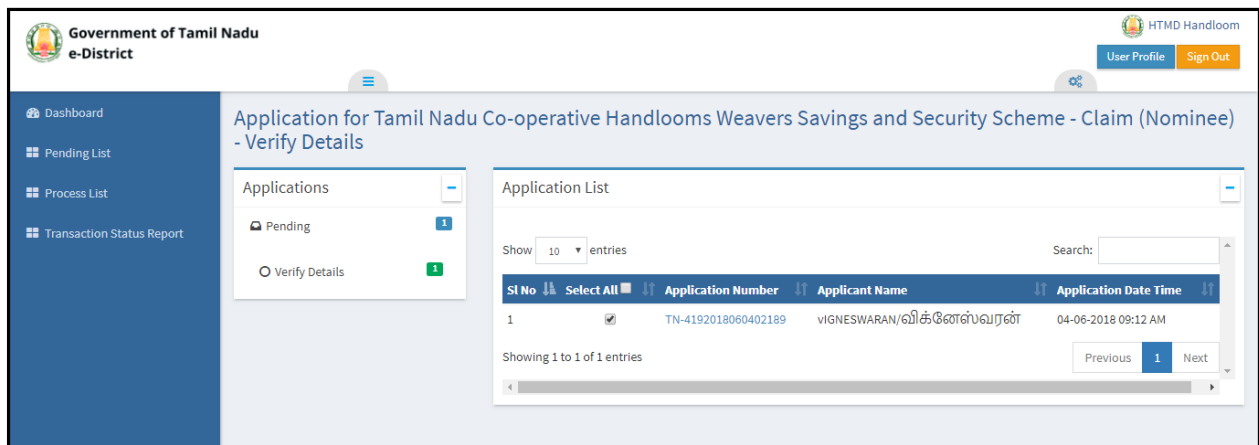 Government of Tamil Nadu
e-District
HTMD Handloom
User Profile
Sign Out
Dashboard
Pending List
Process List
Transaction Status Report
Application for Tamil Nadu Co-operative Handlooms Weavers Savings and Security Scheme - Claim (Nominee)
- Verify Details
Applications
Pending 1
Verify Details 1
Application List
Show 10 entries
Search:
Sl No Select All Application Number Applicant Name Application Date Time
1 TN-4192018060402189 vIGNESWARAN/விக்னேஸ்வரன் 04-06-2018 09:12 AM
Showing 1 to 1 of 1 entries
Previous 1 Next